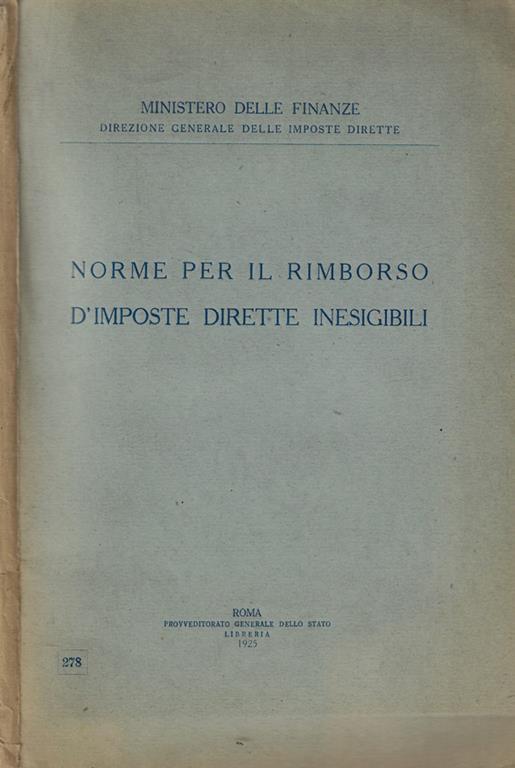 MINISTERO DELLE FINANZE
DIREZIONE GENERALE DELLE IMPOSTE DIRETTE
NORME PER IL RIMBORSO
D'IMPOSTE DIRETTE INESIGIBILI
ROMA
PROVVEDITORATO GENERALE DELLO STATO
LIBRERIA
1925
278